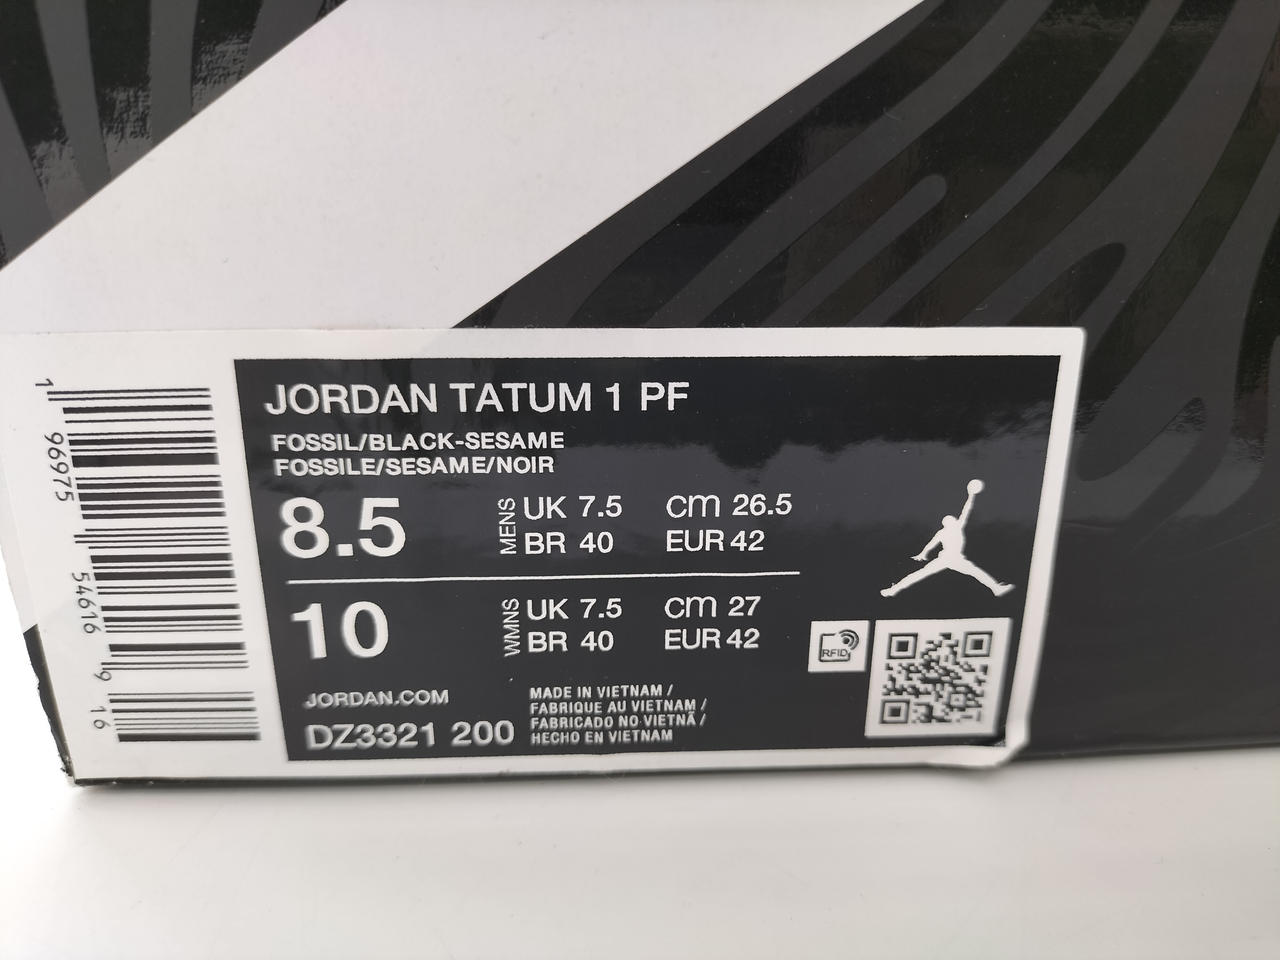 JORDAN TATUM 1 PF
FOSSIL/BLACK-SESAME
FOSSILE/SESAME/NOIR
8.5 MENS UK 7.5 CM 26.5
BR 40 EUR 42
10 WMNS UK 7.5 CM 27
BR 40 EUR 42
RFID
JORDAN.COM
DZ3321 200
MADE IN VIETNAM /
FABRIQUE AU VIETNAM /
FABRICADO NO VIETNÃ /
HECHO EN VIETNAM
1 96975 54616 9 16